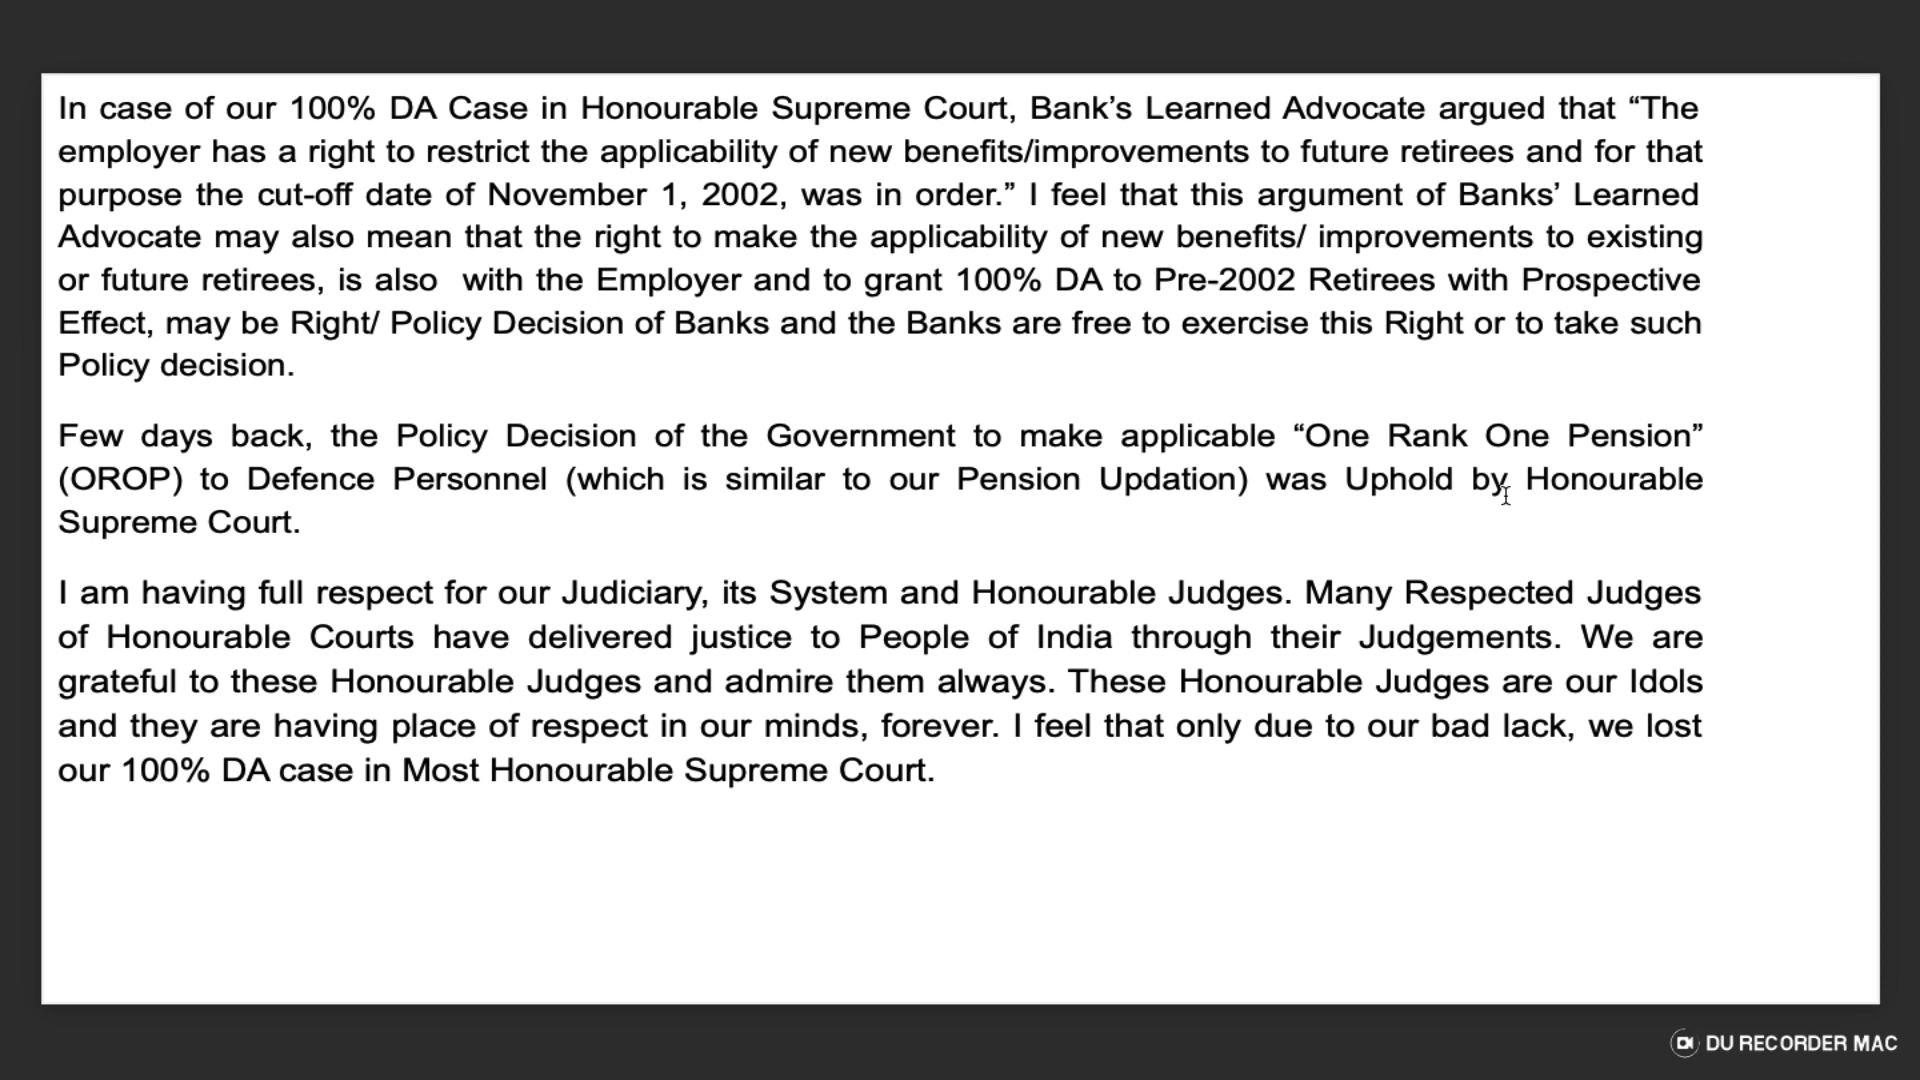 In case of our 100% DA Case in Honourable Supreme Court, Bank’s Learned Advocate argued that “The
employer has a right to restrict the applicability of new benefits/improvements to future retirees and for that
purpose the cut-off date of November 1, 2002, was in order.” I feel that this argument of Banks’ Learned
Advocate may also mean that the right to make the applicability of new benefits/ improvements to existing
or future retirees, is also  with the Employer and to grant 100% DA to Pre-2002 Retirees with Prospective
Effect, may be Right/ Policy Decision of Banks and the Banks are free to exercise this Right or to take such
Policy decision.
Few days back, the Policy Decision of the Government to make applicable “One Rank One Pension”
(OROP) to Defence Personnel (which is similar to our Pension Updation) was Uphold by Honourable
Supreme Court.
I am having full respect for our Judiciary, its System and Honourable Judges. Many Respected Judges
of Honourable Courts have delivered justice to People of India through their Judgements. We are
grateful to these Honourable Judges and admire them always. These Honourable Judges are our Idols
and they are having place of respect in our minds, forever. I feel that only due to our bad lack, we lost
our 100% DA case in Most Honourable Supreme Court.
DU RECORDER MAC